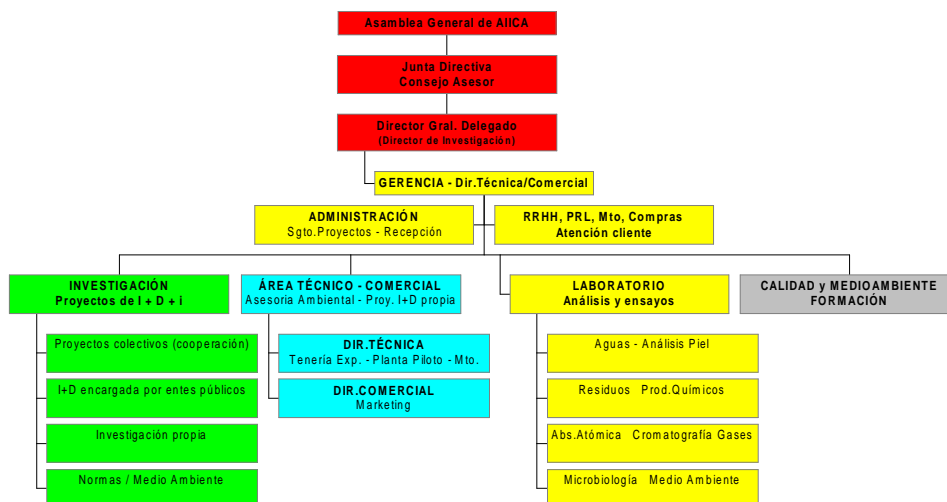 Asamblea General de AIICA
Junta Directiva
Consejo Asesor
Director Gral. Delegado
(Director de Investigación)
GERENCIA - Dir.Técnica/Comercial
ADMINISTRACIÓN
Sgto.Proyectos - Recepción
RRHH, PRL, Mto, Compras
Atención cliente
INVESTIGACIÓN
Proyectos de I + D + i
ÁREA TÉCNICO - COMERCIAL
Asesoria Ambiental - Proy. I+D propia
LABORATORIO
Análisis y ensayos
CALIDAD y MEDIOAMBIENTE
FORMACIÓN
Proyectos colectivos (cooperación)
I+D encargada por entes públicos
Investigación propia
Normas / Medio Ambiente
DIR.TÉCNICA
Tenería Exp. - Planta Piloto - Mto.
DIR.COMERCIAL
Marketing
Aguas - Análisis Piel
Residuos Prod.Químicos
Abs.Atómica Cromatografía Gases
Microbiología Medio Ambiente